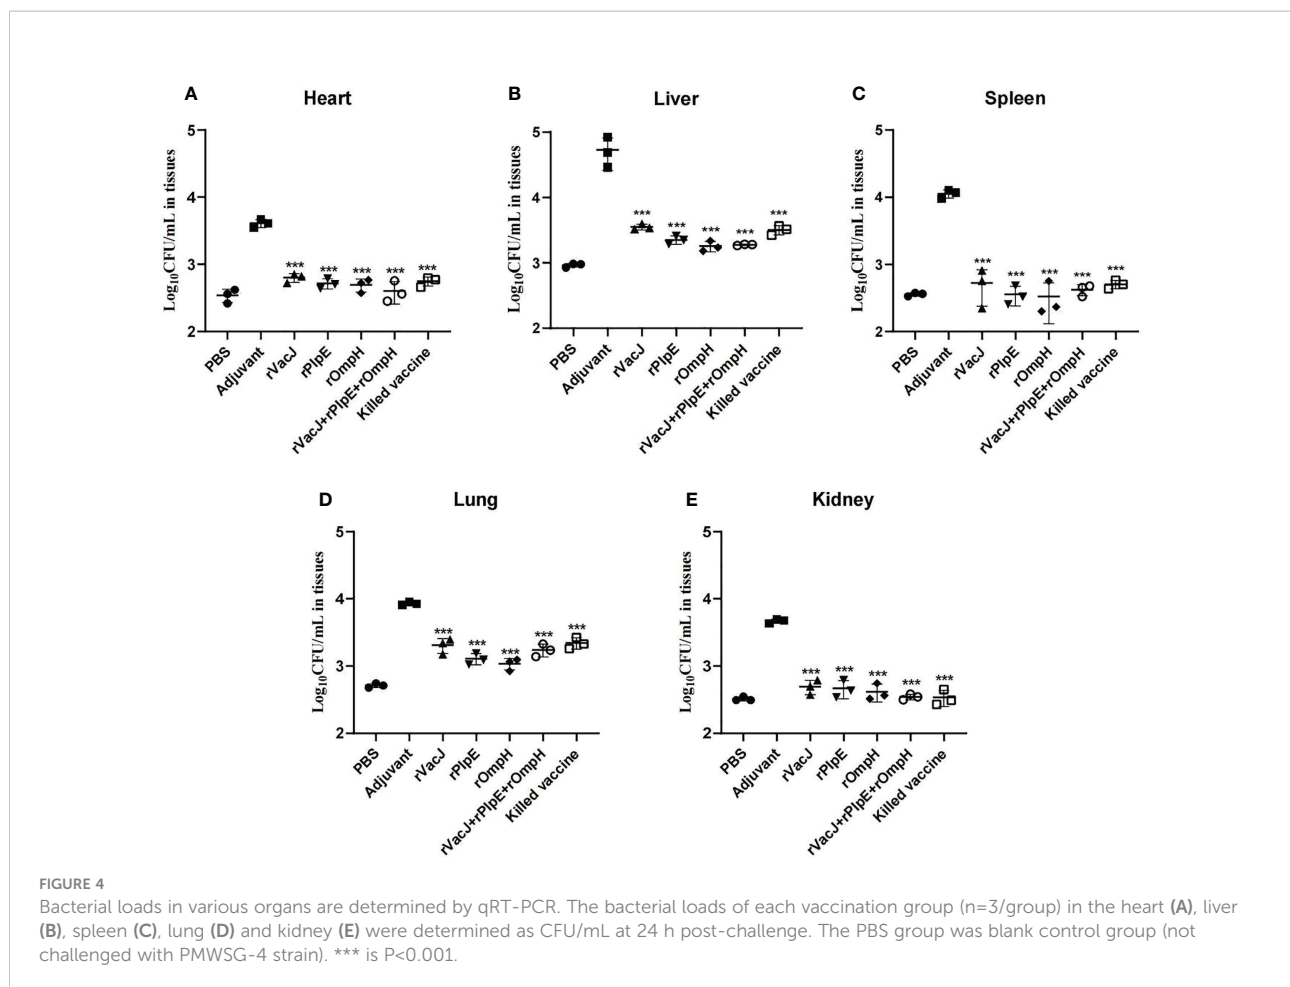 A
Heart
Log10CFU/mL in tissues
5
4
3
2
***
***
***
***
***
PBS
Adjuvant
rVacJ
rPlpE
rOmpH
rVacJ+rPlpE+rOmpH
Killed vaccine
B
Liver
Log10CFU/mL in tissues
5
4
3
2
***
***
***
***
***
PBS
Adjuvant
rVacJ
rPlpE
rOmpH
rVacJ+rPlpE+rOmpH
Killed vaccine
C
Spleen
Log10CFU/mL in tissues
5
4
3
2
***
***
***
***
***
PBS
Adjuvant
rVacJ
rPlpE
rOmpH
rVacJ+rPlpE+rOmpH
Killed vaccine
D
Lung
Log10CFU/mL in tissues
5
4
3
2
***
***
***
***
***
PBS
Adjuvant
rVacJ
rPlpE
rOmpH
rVacJ+rPlpE+rOmpH
Killed vaccine
E
Kidney
Log10CFU/mL in tissues
5
4
3
2
***
***
***
***
***
PBS
Adjuvant
rVacJ
rPlpE
rOmpH
rVacJ+rPlpE+rOmpH
Killed vaccine
FIGURE 4
Bacterial loads in various organs are determined by qRT-PCR. The bacterial loads of each vaccination group (n=3/group) in the heart (A), liver
(B), spleen (C), lung (D) and kidney (E) were determined as CFU/mL at 24 h post-challenge. The PBS group was blank control group (not
challenged with PMWSG-4 strain). *** is P<0.001.